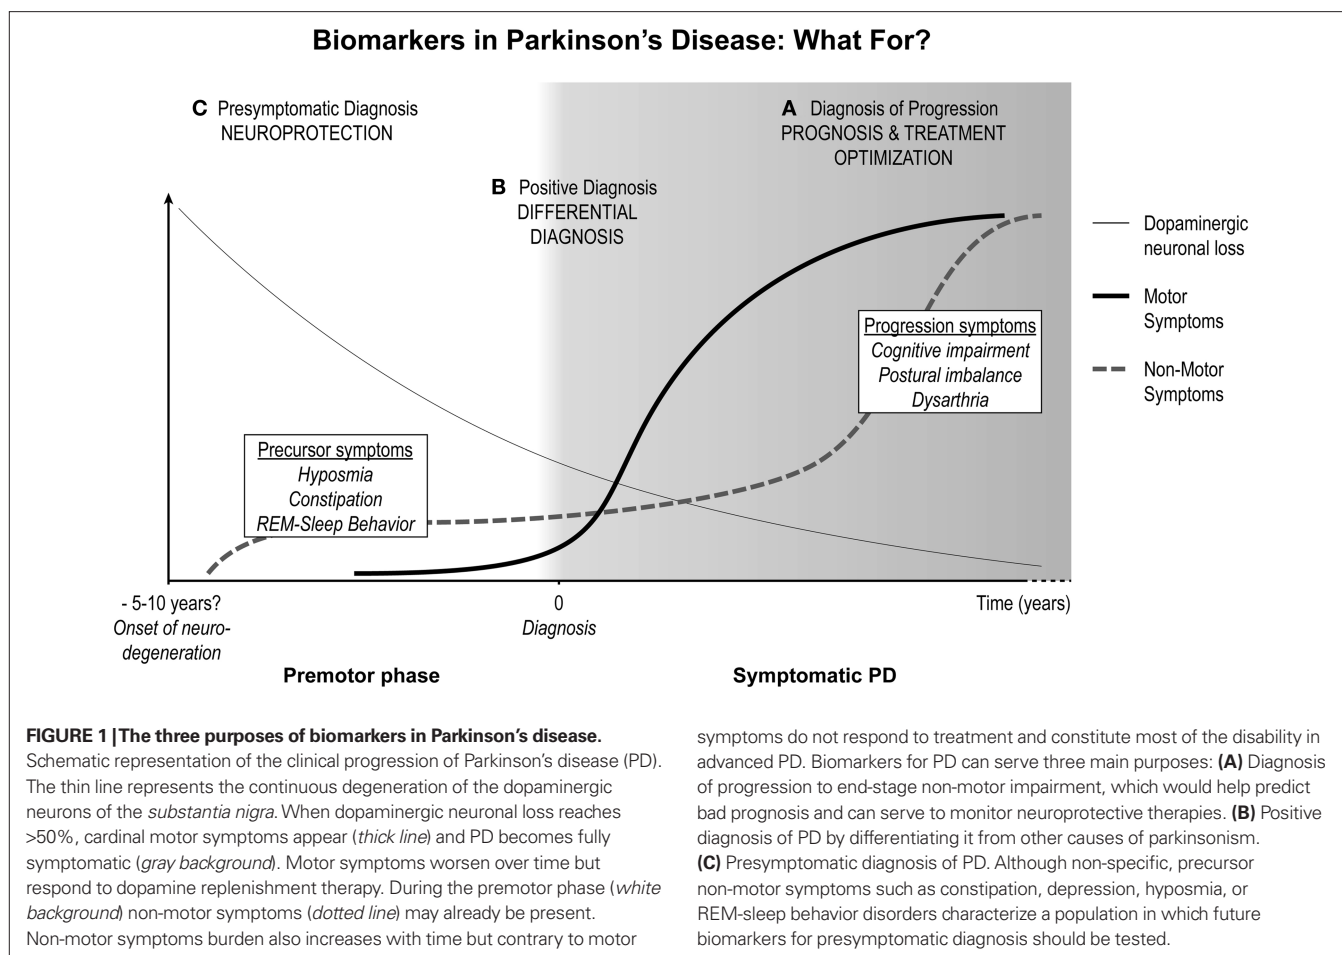 Biomarkers in Parkinson's Disease: What For?
C Presymptomatic Diagnosis
NEUROPROTECTION
A Diagnosis of Progression
PROGNOSIS & TREATMENT
OPTIMIZATION
B Positive Diagnosis
DIFFERENTIAL
DIAGNOSIS
Dopaminergic
neuronal loss
Motor
Symptoms
Non-Motor
Symptoms
Progression symptoms
Cognitive impairment
Postural imbalance
Dysarthria
Precursor symptoms
Hyposmia
Constipation
REM-Sleep Behavior
- 5-10 years?
Onset of neuro-
degeneration
0
Diagnosis
Time (years)
Premotor phase
Symptomatic PD
FIGURE 1 | The three purposes of biomarkers in Parkinson's disease.
Schematic representation of the clinical progression of Parkinson's disease (PD).
The thin line represents the continuous degeneration of the dopaminergic
neurons of the substantia nigra. When dopaminergic neuronal loss reaches
>50%, cardinal motor symptoms appear (thick line) and PD becomes fully
symptomatic (gray background). Motor symptoms worsen over time but
respond to dopamine replenishment therapy. During the premotor phase (white
background) non-motor symptoms (dotted line) may already be present.
Non-motor symptoms burden also increases with time but contrary to motor
symptoms do not respond to treatment and constitute most of the disability in
advanced PD. Biomarkers for PD can serve three main purposes: (A) Diagnosis
of progression to end-stage non-motor impairment, which would help predict
bad prognosis and can serve to monitor neuroprotective therapies. (B) Positive
diagnosis of PD by differentiating it from other causes of parkinsonism.
(C) Presymptomatic diagnosis of PD. Although non-specific, precursor
non-motor symptoms such as constipation, depression, hyposmia, or
REM-sleep behavior disorders characterize a population in which future
biomarkers for presymptomatic diagnosis should be tested.